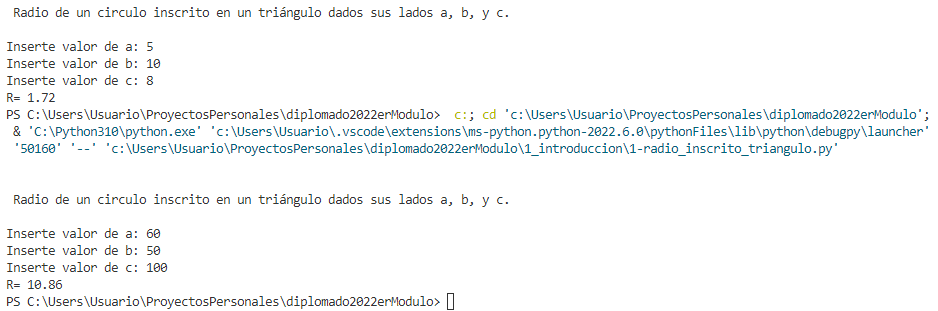 Radio de un circulo inscrito en un triángulo dados sus lados a, b, y c.
Inserte valor de a: 5
Inserte valor de b: 10
Inserte valor de c: 8
R= 1.72
PS C:\Users\Usuario\ProyectosPersonales\diplomado2022erModulo>  c:; cd 'c:\Users\Usuario\ProyectosPersonales\diplomado2022erModulo';
& 'C:\Python310\python.exe' 'c:\Users\Usuario\.vscode\extensions\ms-python.python-2022.6.0\pythonFiles\lib\python\debugpy\launcher'
'50160' '--' 'c:\Users\Usuario\ProyectosPersonales\diplomado2022erModulo\1_introduccion\1-radio_inscrito_triangulo.py'
Radio de un circulo inscrito en un triángulo dados sus lados a, b, y c.
Inserte valor de a: 60
Inserte valor de b: 50
Inserte valor de c: 100
R= 10.86
PS C:\Users\Usuario\ProyectosPersonales\diplomado2022erModulo>